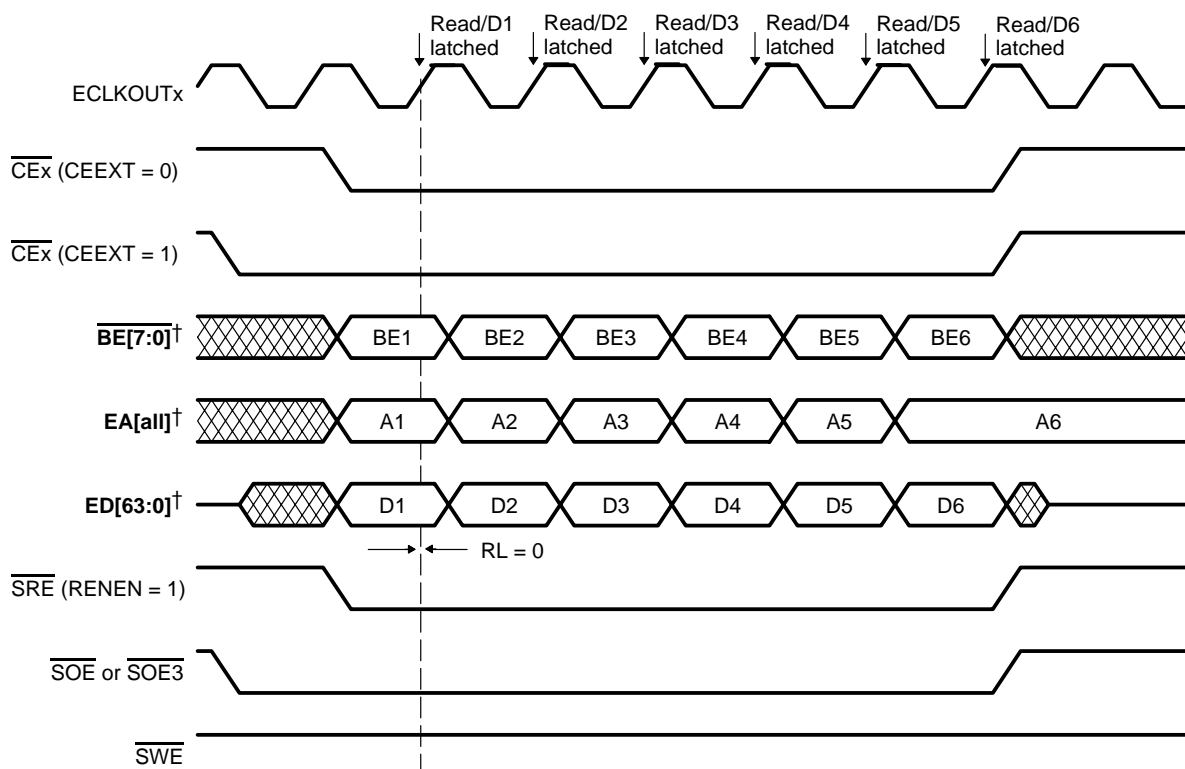 Read/D1 latched
Read/D2 latched
Read/D3 latched
Read/D4 latched
Read/D5 latched
Read/D6 latched
ECLKOUTx
CEx (CEEXT = 0)
CEx (CEEXT = 1)
BE[7:0]†
BE1 BE2 BE3 BE4 BE5 BE6
EA[all]†
A1 A2 A3 A4 A5 A6
ED[63:0]†
D1 D2 D3 D4 D5 D6
RL = 0
SRE (RENEN = 1)
SOE or SOE3
SWE